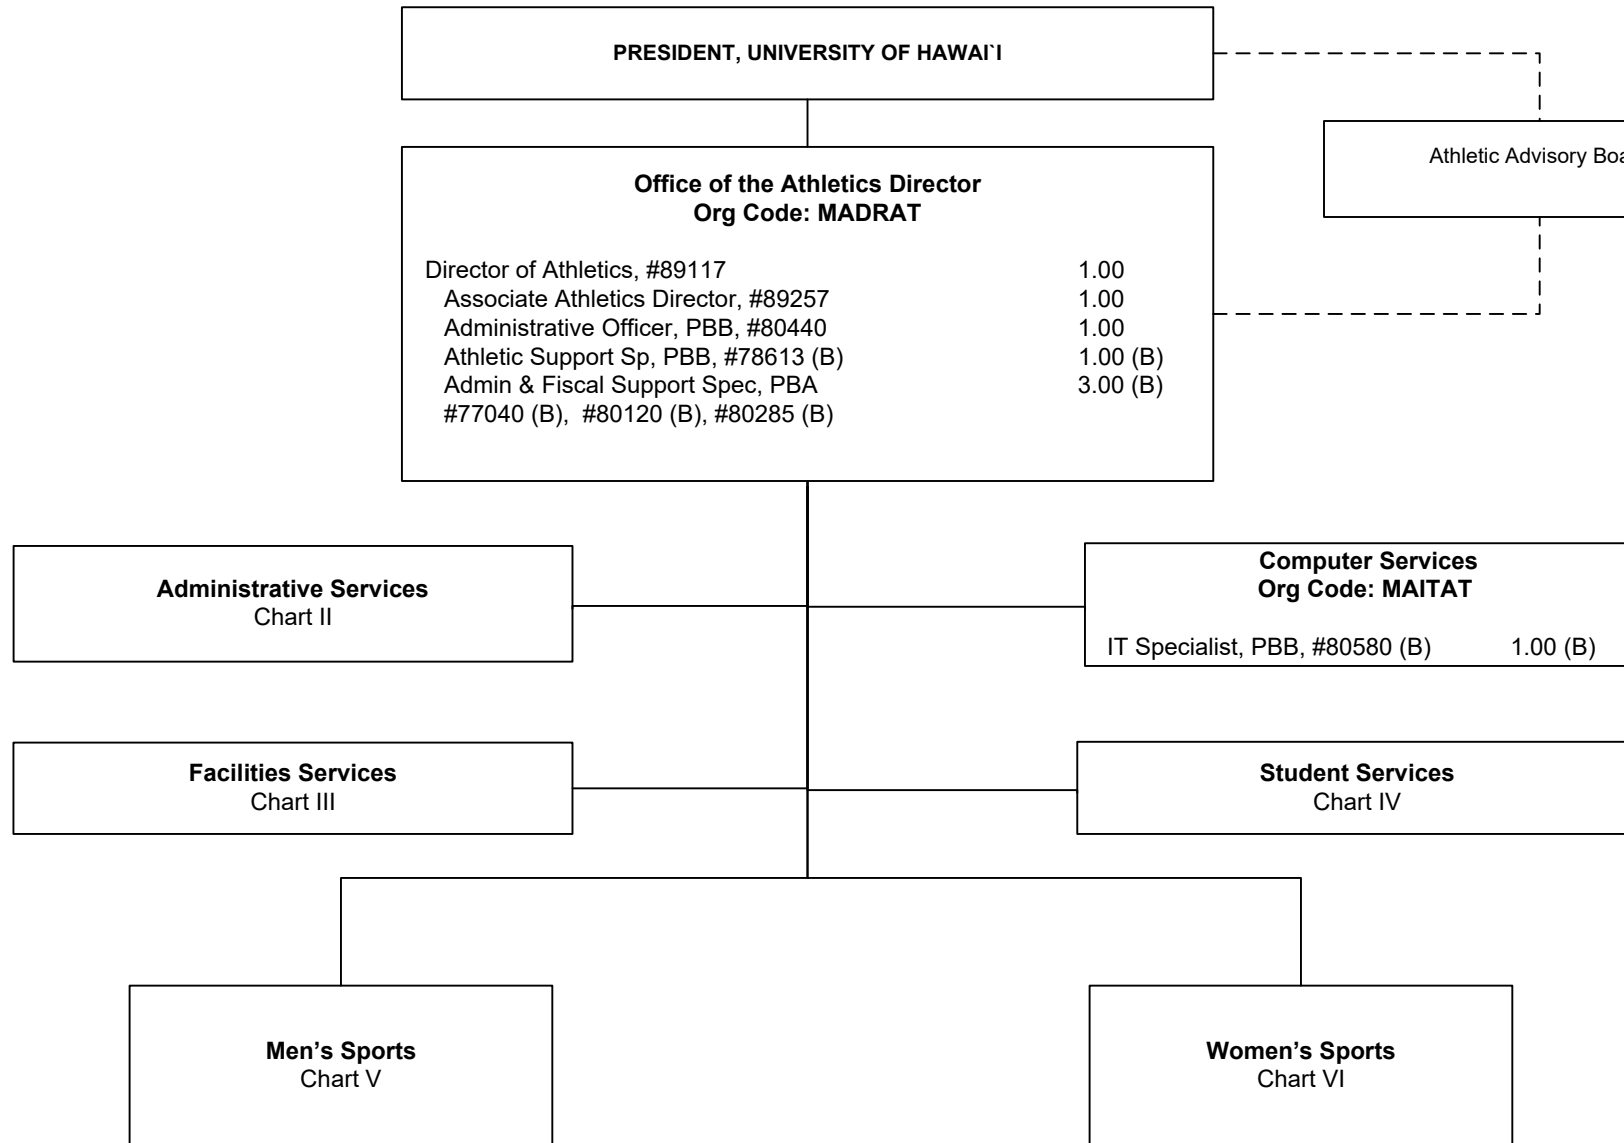 PRESIDENT, UNIVERSITY OF HAWAI`I
Athletic Advisory
Office of the Athletics Director
Org Code: MADRAT
Director of Athletics, #89117 1.00
Associate Athletics Director, #89257 1.00
Administrative Officer, PBB, #80440 1.00
Athletic Support Sp, PBB, #78613 (B) 1.00 (B)
Admin & Fiscal Support Spec, PBA 3.00 (B)
#77040 (B), #80120 (B), #80285 (B)
Administrative Services
Chart II
Computer Services
Org Code: MAITAT
IT Specialist, PBB, #80580 (B) 1.00 (B)
Facilities Services
Chart III
Student Services
Chart IV
Men’s Sports
Chart V
Women’s Sports
Chart VI